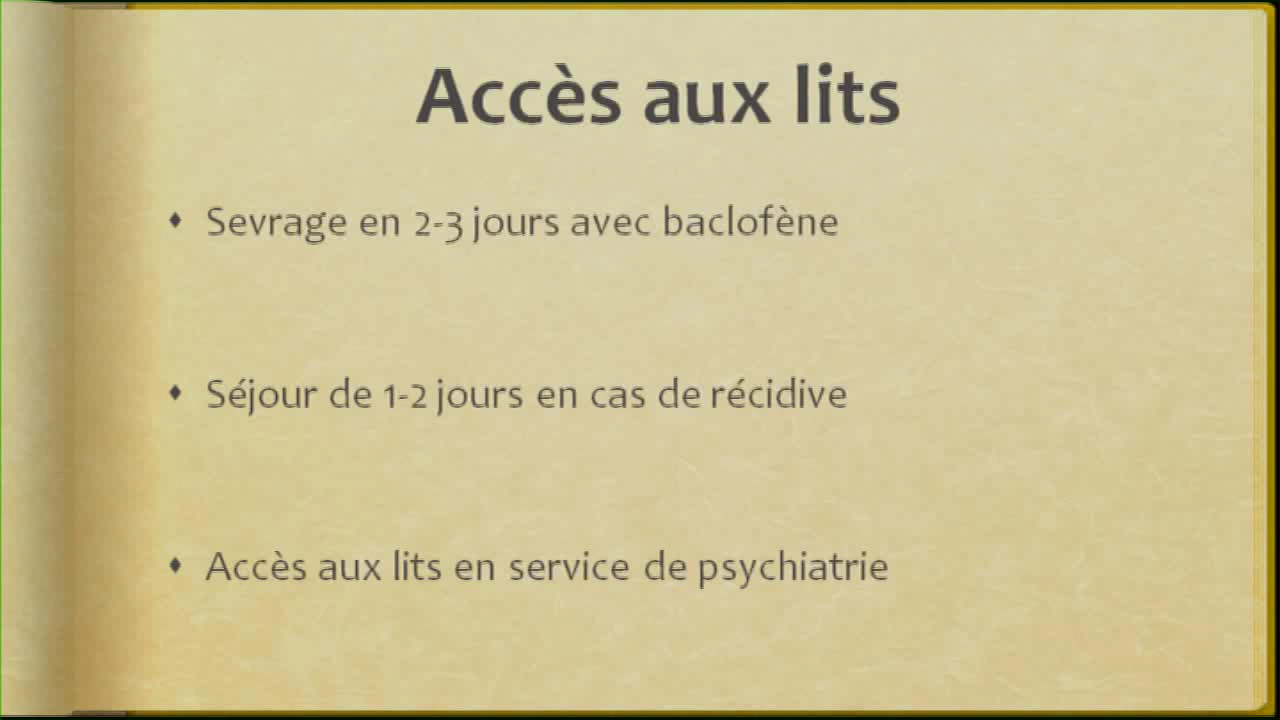 Accès aux lits
Sevrage en 2-3 jours avec baclofène
Séjour de 1-2 jours en cas de récidive
Accès aux lits en service de psychiatrie